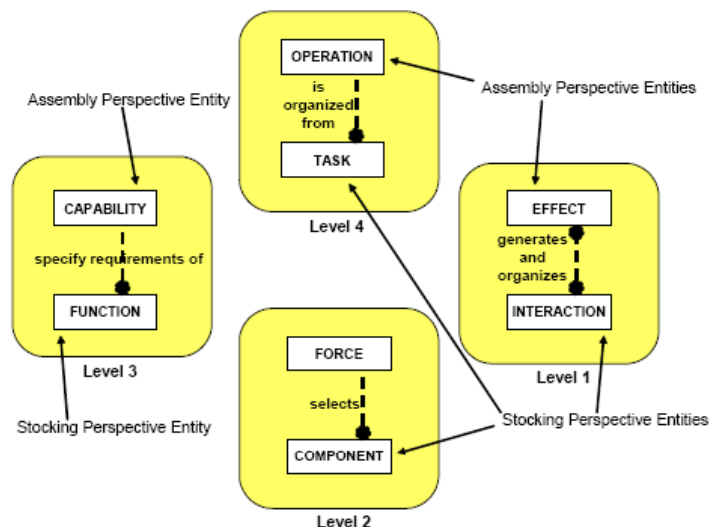 OPERATION
is
organized
from
TASK
Level 4
Assembly Perspective Entity
Assembly Perspective Entities
CAPABILITY
specify requirements of
FUNCTION
Level 3
EFFECT
generates
and
organizes
INTERACTION
Level 1
FORCE
selects
COMPONENT
Level 2
Stocking Perspective Entity
Stocking Perspective Entities